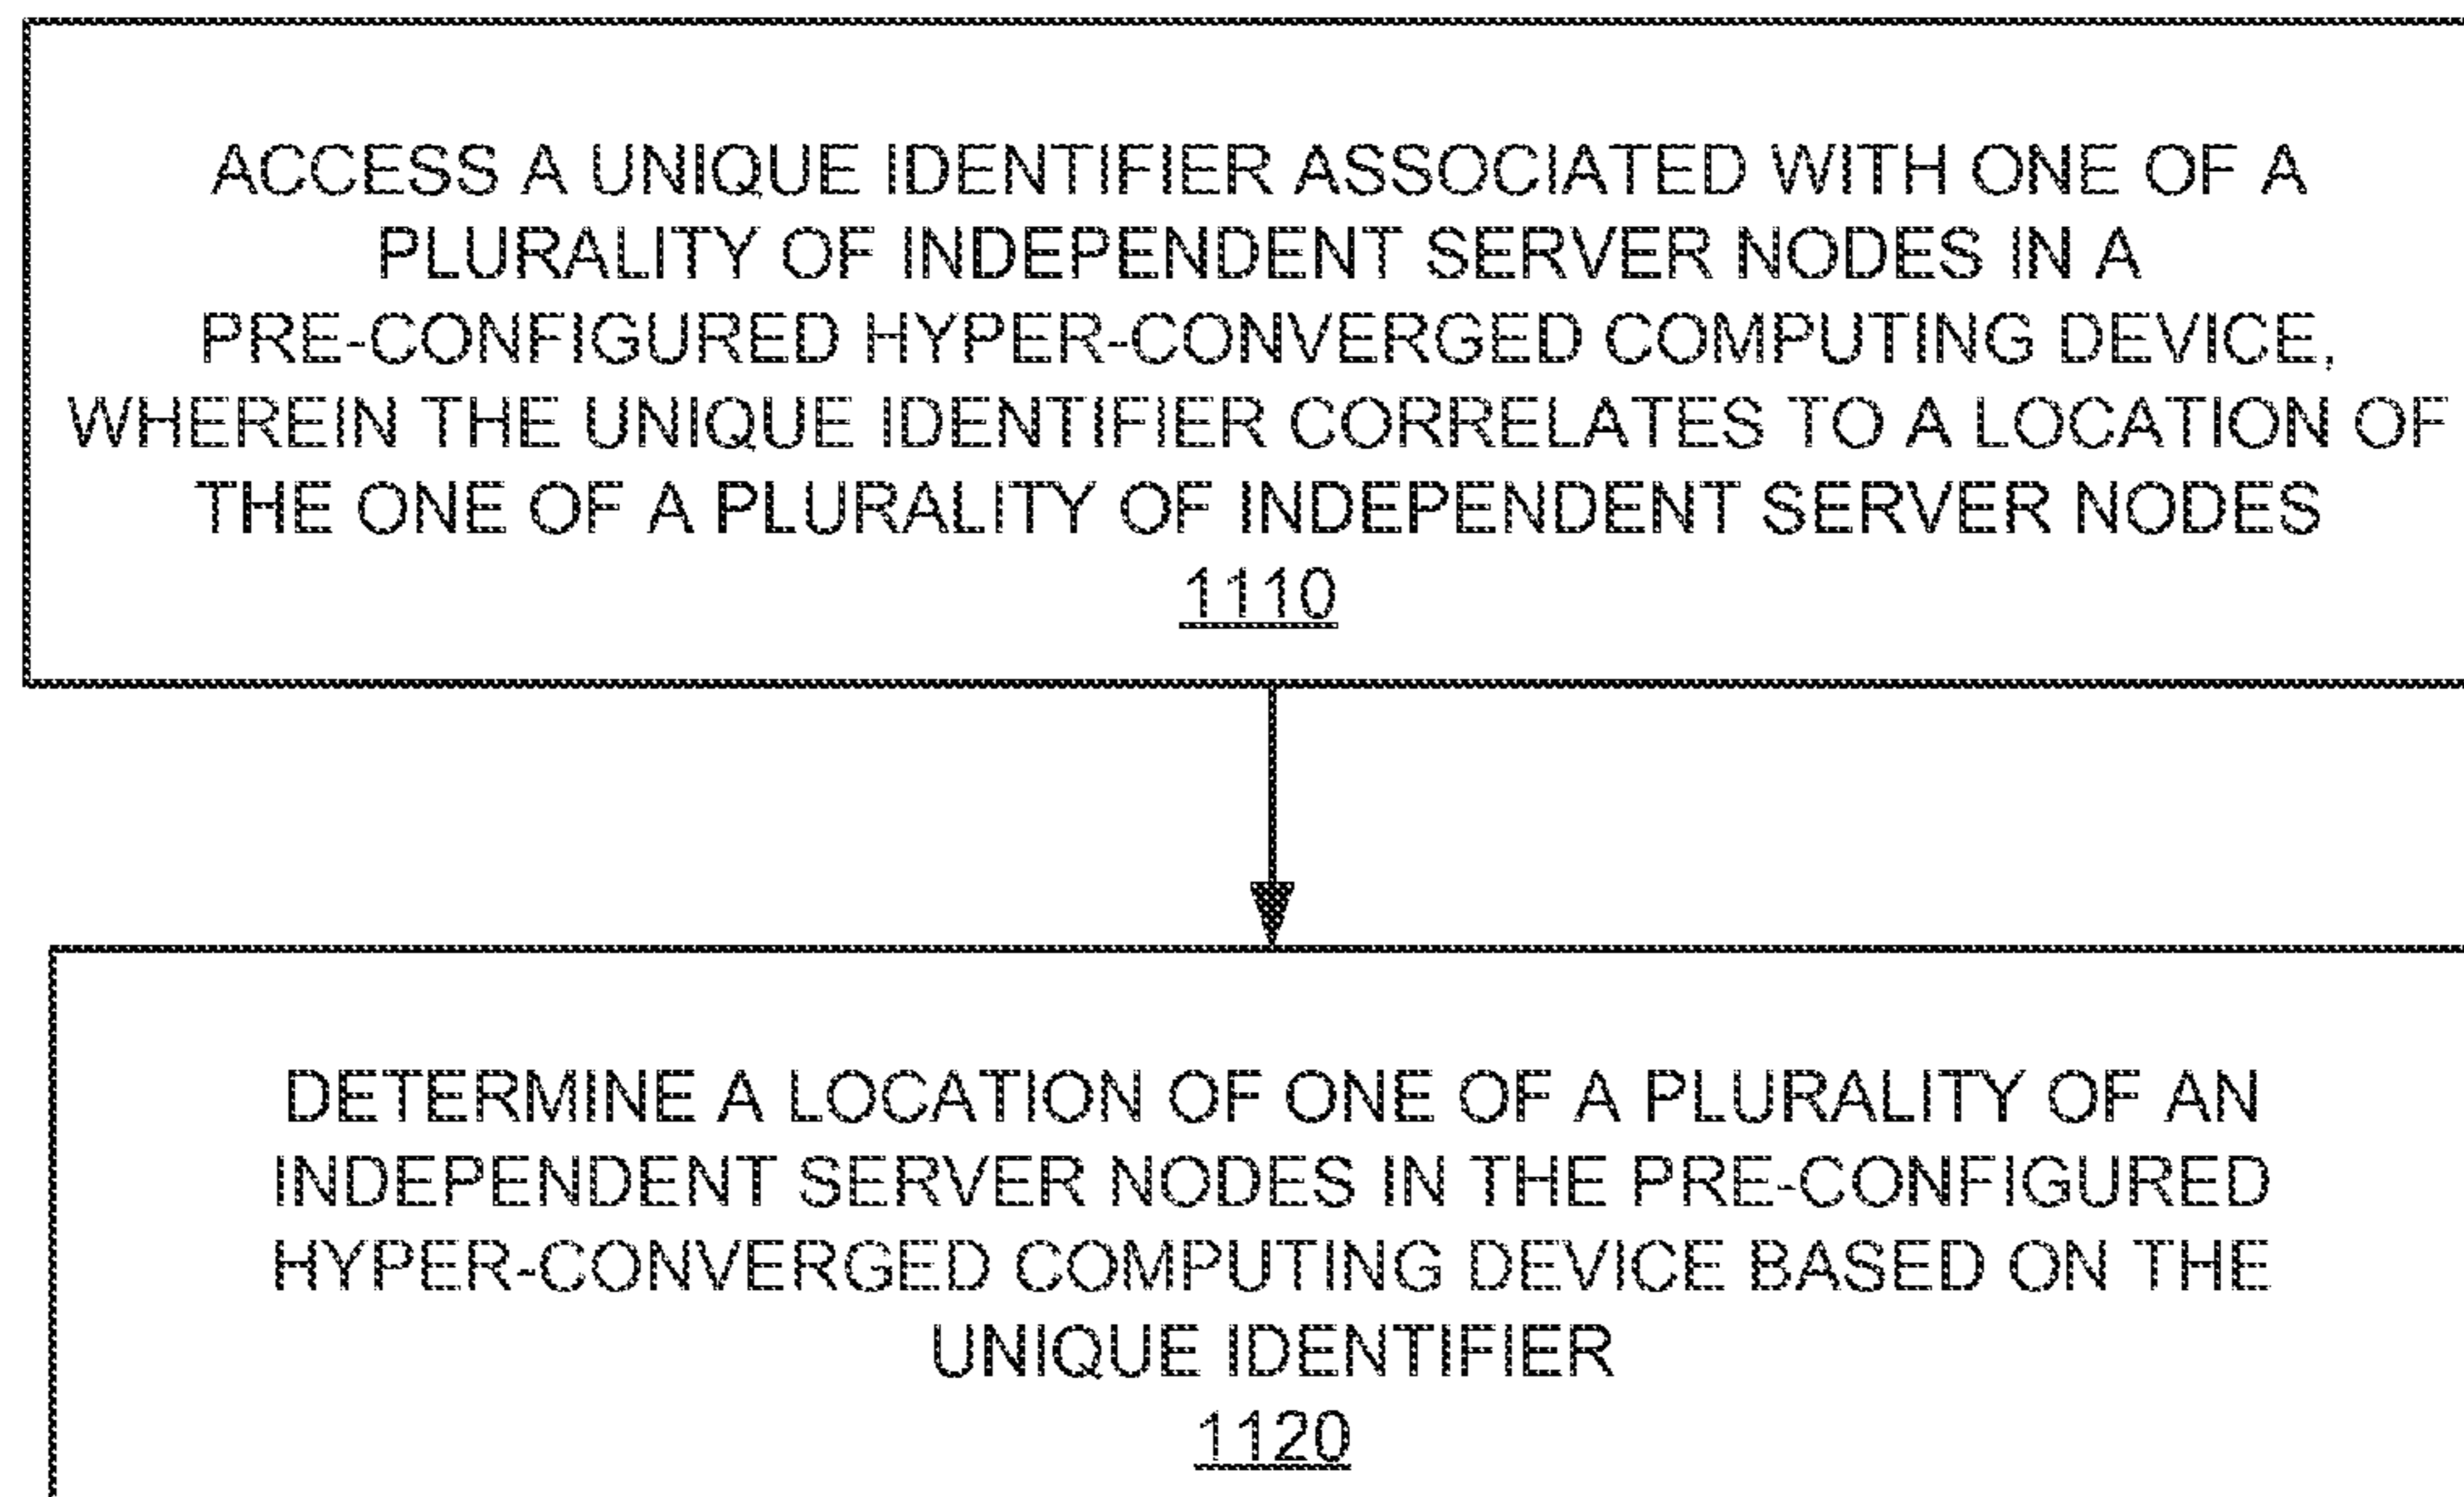 ACCESS A UNIQUE IDENTIFIER ASSOCIATED WITH ONE OF A
PLURALITY OF INDEPENDENT SERVER NODES IN A
PRE-CONFIGURED HYPER-CONVERGED COMPUTING DEVICE,
WHEREIN THE UNIQUE IDENTIFIER CORRELATES TO A LOCATION OF
THE ONE OF A PLURALITY OF INDEPENDENT SERVER NODES
1110
DETERMINE A LOCATION OF ONE OF A PLURALITY OF AN
INDEPENDENT SERVER NODES IN THE PRE-CONFIGURED
HYPER-CONVERGED COMPUTING DEVICE BASED ON THE
UNIQUE IDENTIFIER
1120